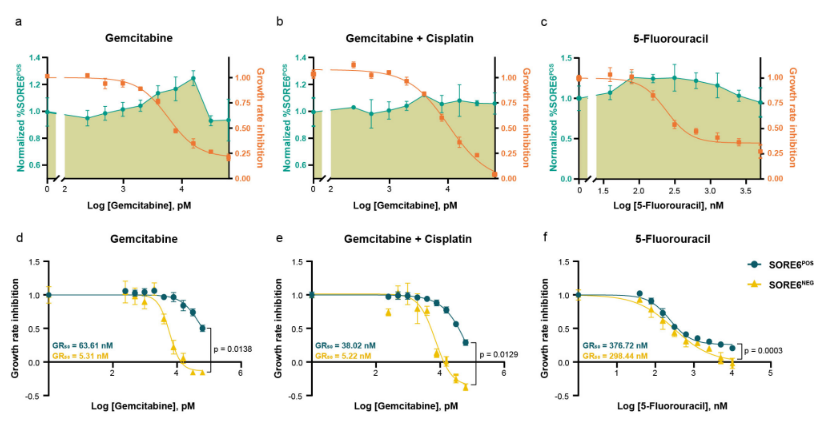 a
Gemcitabine
Normalized %SORE6POS
1.4
1.2
1.0
0.8
0.6
1.00
0.75
0.50
0.25
0.00
Growth rate inhibition
0 2 3 4
Log [Gemcitabine], pM
b
Gemcitabine + Cisplatin
Normalized %SORE6POS
1.4
1.2
1.0
0.8
0.6
1.00
0.75
0.50
0.25
0.00
Growth rate inhibition
0 2 3 4
Log [Gemcitabine], pM
c
5-Fluorouracil
Normalized %SORE6POS
1.5
1.0
0.5
0.0
1.00
0.75
0.50
0.25
0.00
Growth rate inhibition
0 1.5 2.0 2.5 3.0 3.5
Log [5-Fluorouracil], nM
d
Gemcitabine
Growth rate inhibition
1.5
1.0
0.5
0.0
-0.5
= 63.61 nM
= 5.31 nM
p = 0.0138
0 2 4 6
Log [Gemcitabine], pM
e
Gemcitabine + Cisplatin
Growth rate inhibition
1.5
1.0
0.5
0.0
-0.5
= 38.02 nM
= 5.22 nM
p = 0.0129
0 2 4 6
Log [Gemcitabine], pM
f
5-Fluorouracil
Growth rate inhibition
1.5
1.0
0.5
0.0
-0.5
= 376.72 nM
= 298.44 nM
p = 0.0003
0 1 2 3 4 5
Log [5-Fluorouracil], nM
SORE6POS
SORE6NEG